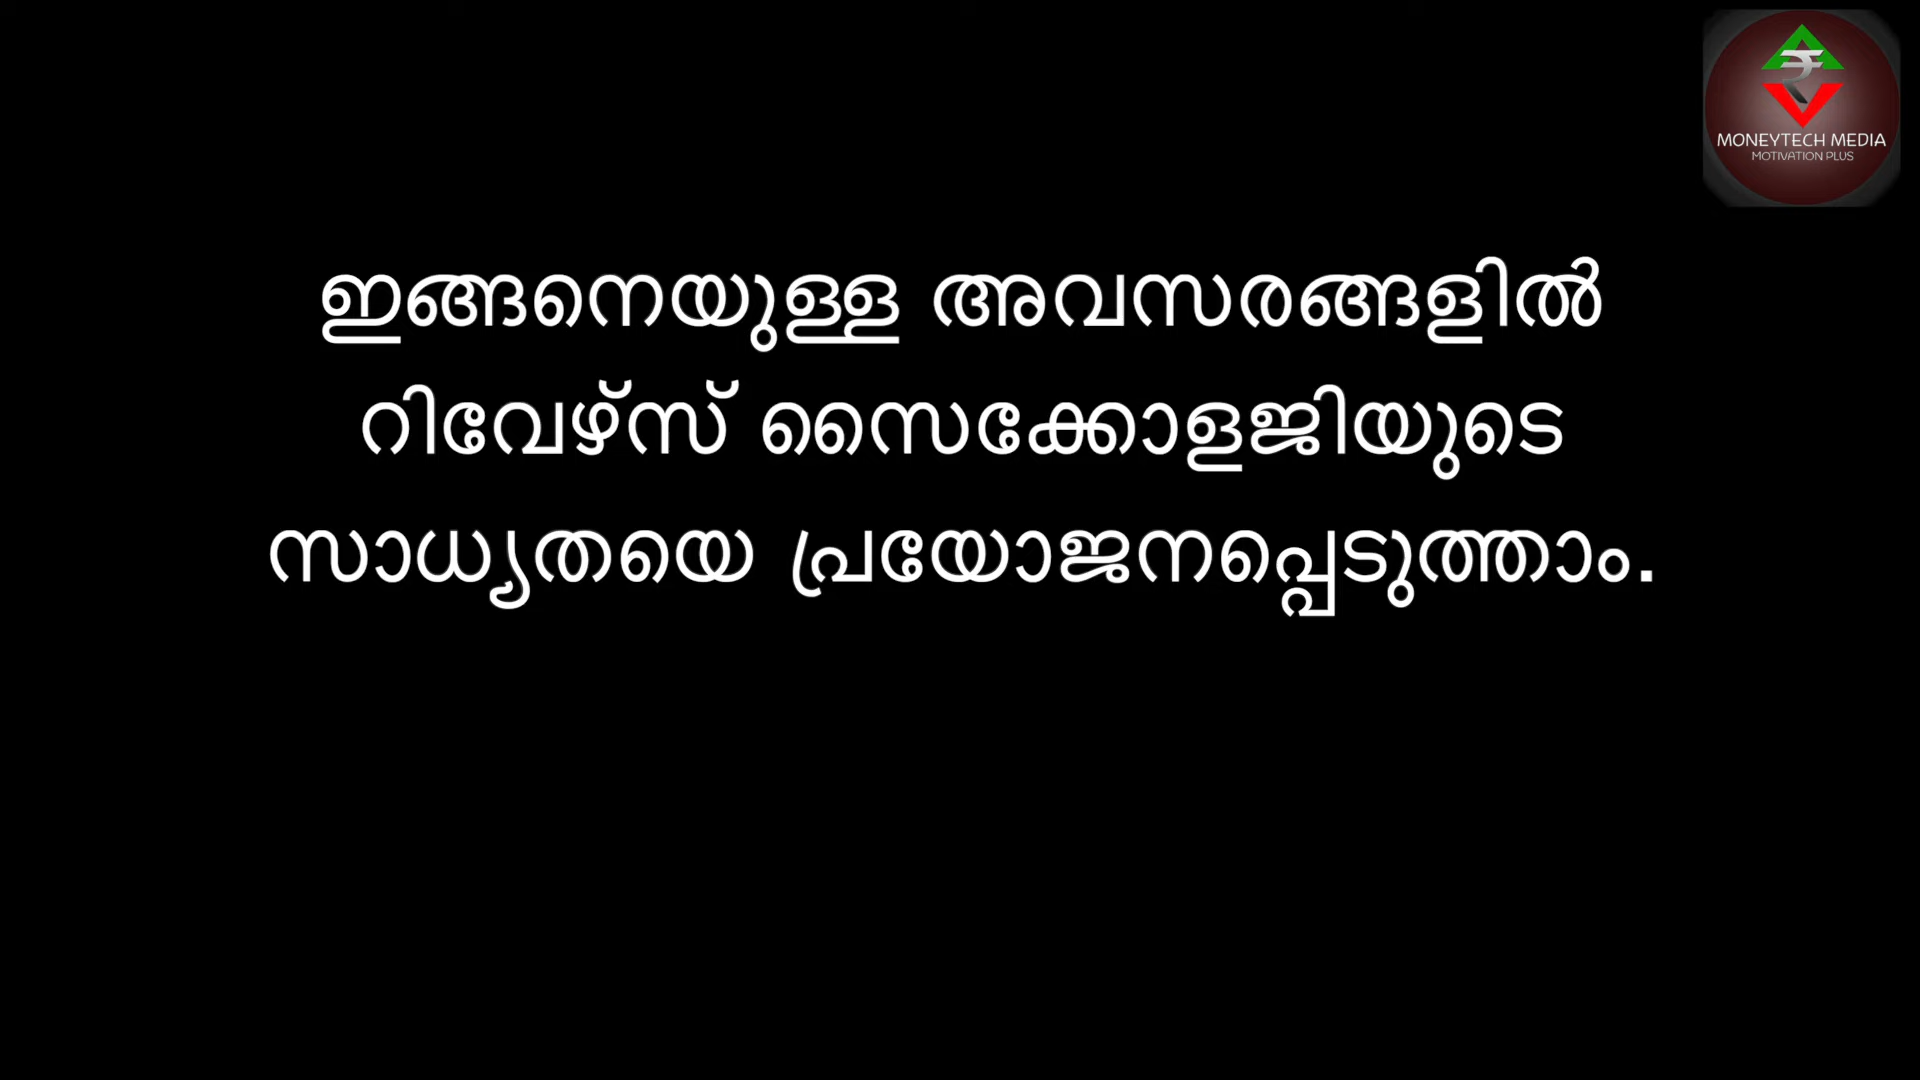 MONEYTECH MEDIA
MOTIVATION PLUS
ഇങ്ങനെയുള്ള അവസരങ്ങളിൽ
റിവേഴ്സ് സൈക്കോളജിയുടെ
സാധ്യതയെ പ്രയോജനപ്പെടുത്താം.